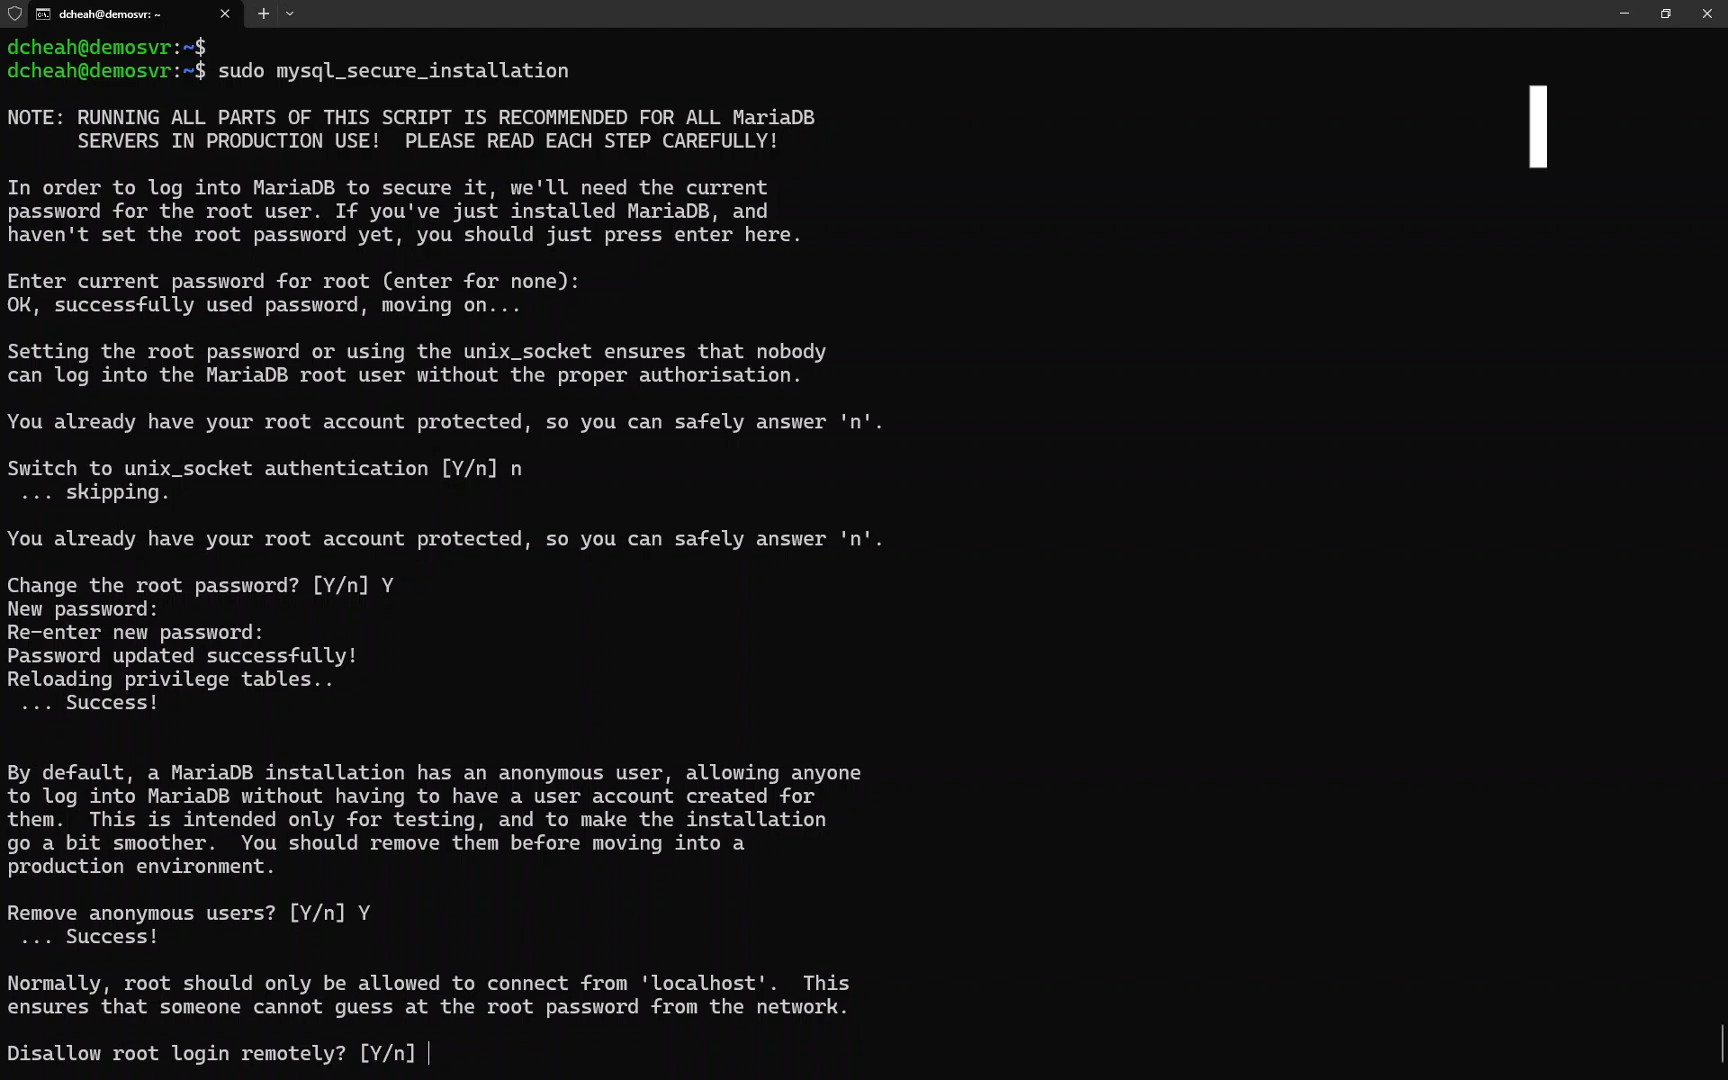 dcheah@demosvr: ~
dcheah@demosvr:~$
dcheah@demosvr:~$ sudo mysql_secure_installation
NOTE: RUNNING ALL PARTS OF THIS SCRIPT IS RECOMMENDED FOR ALL MariaDB
SERVERS IN PRODUCTION USE!  PLEASE READ EACH STEP CAREFULLY!
In order to log into MariaDB to secure it, we'll need the current
password for the root user. If you've just installed MariaDB, and
haven't set the root password yet, you should just press enter here.
Enter current password for root (enter for none):
OK, successfully used password, moving on...
Setting the root password or using the unix_socket ensures that nobody
can log into the MariaDB root user without the proper authorisation.
You already have your root account protected, so you can safely answer 'n'.
Switch to unix_socket authentication [Y/n] n
... skipping.
You already have your root account protected, so you can safely answer 'n'.
Change the root password? [Y/n] Y
New password:
Re-enter new password:
Password updated successfully!
Reloading privilege tables..
... Success!
By default, a MariaDB installation has an anonymous user, allowing anyone
to log into MariaDB without having to have a user account created for
them.  This is intended only for testing, and to make the installation
go a bit smoother.  You should remove them before moving into a
production environment.
Remove anonymous users? [Y/n] Y
... Success!
Normally, root should only be allowed to connect from 'localhost'.  This
ensures that someone cannot guess at the root password from the network.
Disallow root login remotely? [Y/n]